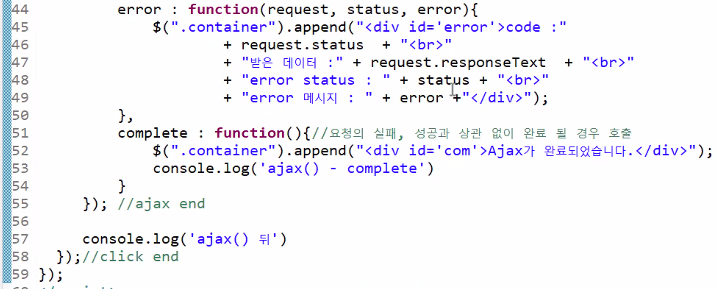 44 error : function(request, status, error){
45 $(".container").append("<div id='error'>code :"
46 + request.status  + "<br>"
47 + "받은 데이터 :" + request.responseText  + "<br>"
48 + "error status : " + status + "<br>"
49 + "error 메시지 : " + error +"</div>");
50 },
51 complete : function(){//요청의 실패, 성공과 상관 없이 완료 될 경우 호출
52 $(".container").append("<div id='com'>Ajax가 완료되었습니다.</div>");
53 console.log('ajax() - complete')
54 }
55 }); //ajax end
56
57 console.log('ajax() 뒤')
58 });//click end
59 });